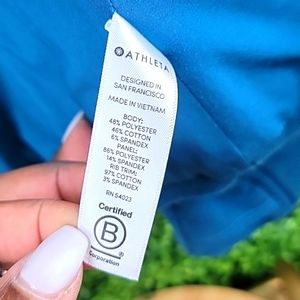 ATHLETA
DESIGNED IN
SAN FRANCISCO
MADE IN VIETNAM
BODY:
48% POLYESTER
46% COTTON
6% SPANDEX
PANEL:
86% POLYESTER
14% SPANDEX
RIB TRIM:
97% COTTON
3% SPANDEX
RN 54023
Certified
B
®
Corporation